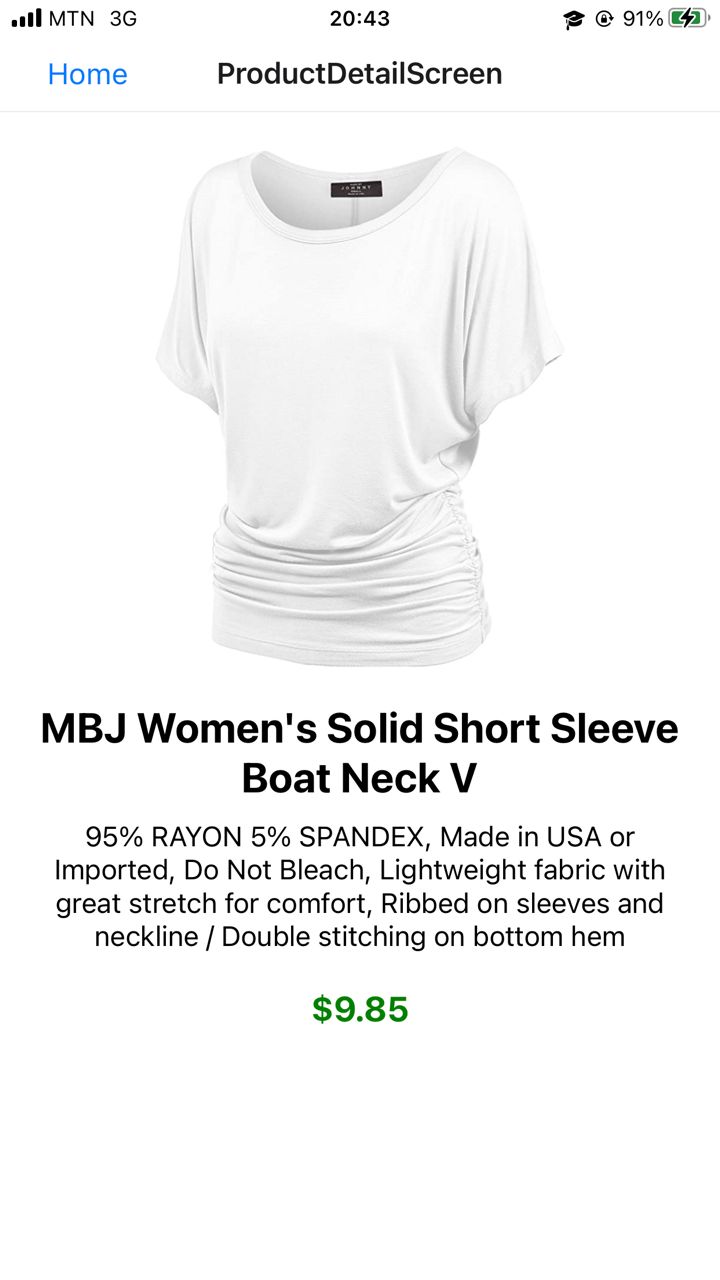 MTN 3G 20:43 91%
Home ProductDetailScreen
JOHNNY
MBJ Women's Solid Short Sleeve
Boat Neck V
95% RAYON 5% SPANDEX, Made in USA or
Imported, Do Not Bleach, Lightweight fabric with
great stretch for comfort, Ribbed on sleeves and
neckline / Double stitching on bottom hem
$9.85